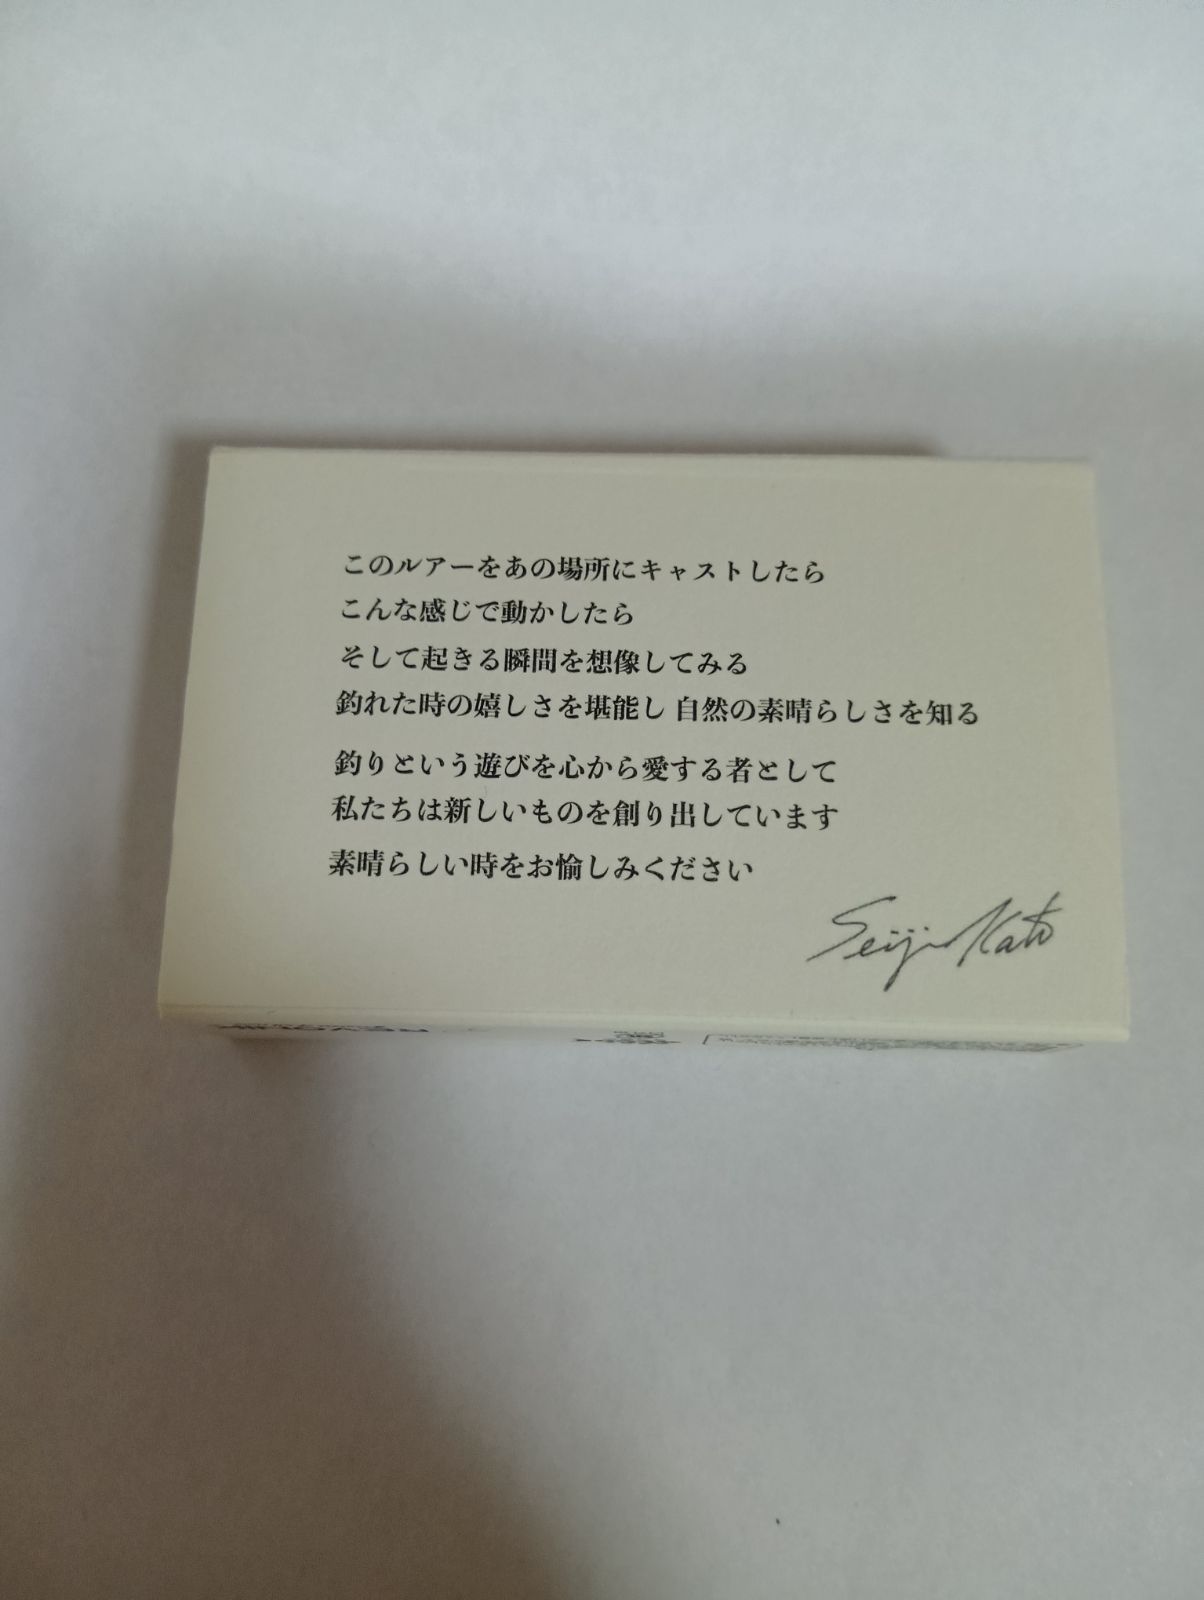 このルアーをあの場所にキャストしたら
こんな感じで動かしたら
そして起きる瞬間を想像してみる
釣れた時の嬉しさを堪能し 自然の素晴らしさを知る
釣りという遊びを心から愛する者として
私たちは新しいものを創り出しています
素晴らしい時をお愉しみください
Seiji Kato